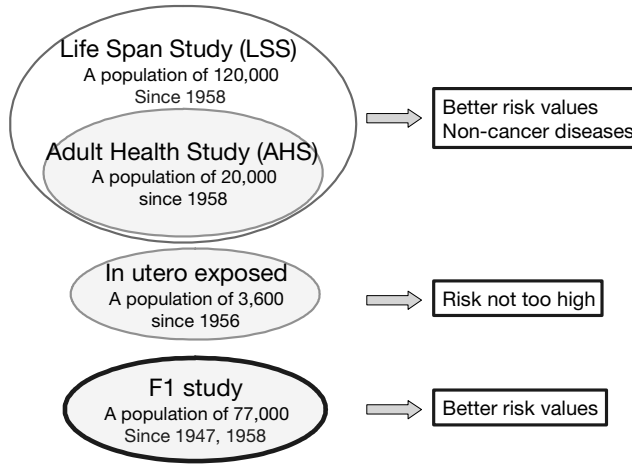 Life Span Study (LSS)
A population of 120,000
Since 1958
Adult Health Study (AHS)
A population of 20,000
since 1958
Better risk values
Non-cancer diseases
In utero exposed
A population of 3,600
since 1956
Risk not too high
F1 study
A population of 77,000
Since 1947, 1958
Better risk values